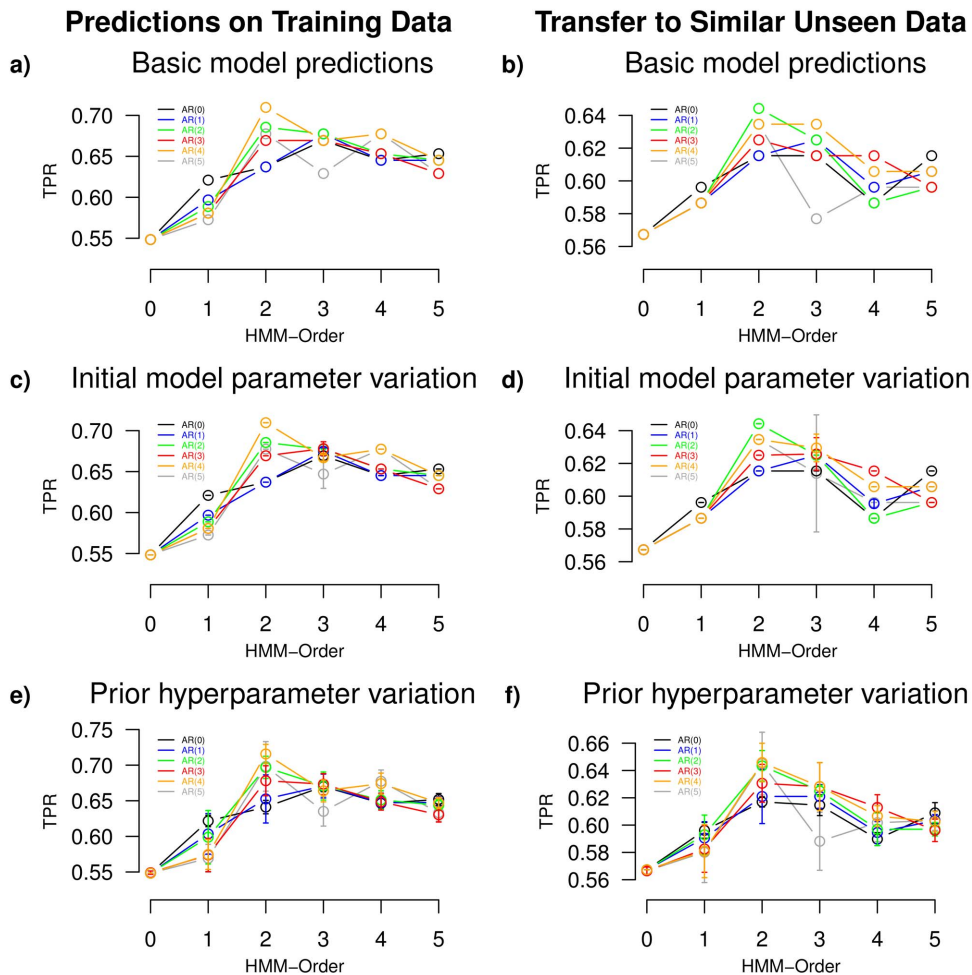 Predictions on Training Data
Transfer to Similar Unseen Data
a) Basic model predictions
0.70
0.65
0.60
0.55
TPR
AR(0)
AR(1)
AR(2)
AR(3)
AR(4)
AR(5)
0 1 2 3 4 5
HMM−Order
b) Basic model predictions
0.64
0.62
0.60
0.58
0.56
TPR
AR(0)
AR(1)
AR(2)
AR(3)
AR(4)
AR(5)
0 1 2 3 4 5
HMM−Order
c) Initial model parameter variation
0.70
0.65
0.60
0.55
TPR
AR(0)
AR(1)
AR(2)
AR(3)
AR(4)
AR(5)
0 1 2 3 4 5
HMM−Order
d) Initial model parameter variation
0.64
0.62
0.60
0.58
0.56
TPR
AR(0)
AR(1)
AR(2)
AR(3)
AR(4)
AR(5)
0 1 2 3 4 5
HMM−Order
e) Prior hyperparameter variation
0.75
0.70
0.65
0.60
0.55
TPR
AR(0)
AR(1)
AR(2)
AR(3)
AR(4)
AR(5)
0 1 2 3 4 5
HMM−Order
f) Prior hyperparameter variation
0.66
0.64
0.62
0.60
0.58
0.56
TPR
AR(0)
AR(1)
AR(2)
AR(3)
AR(4)
AR(5)
0 1 2 3 4 5
HMM−Order